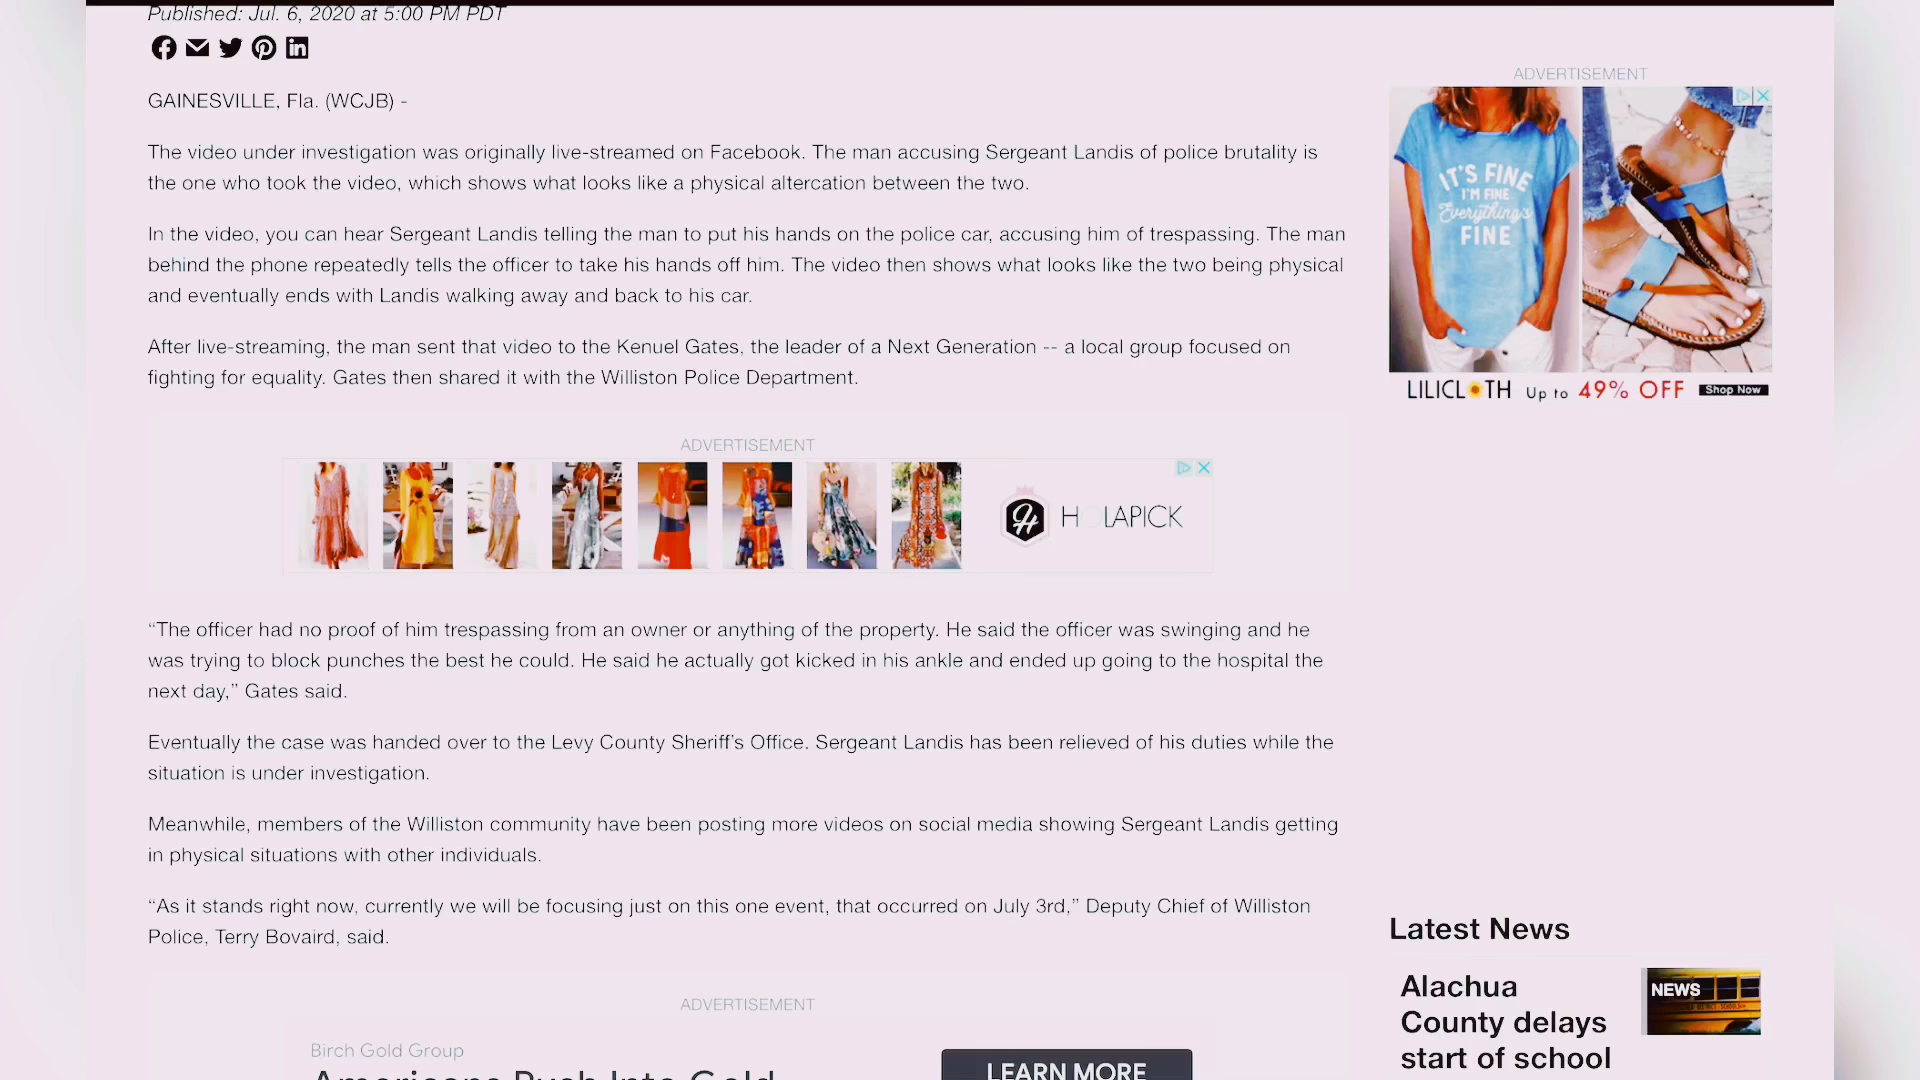 Published: Jul. 6, 2020 at 5:00 PM PDT
GAINESVILLE, Fla. (WCJB) -
The video under investigation was originally live-streamed on Facebook. The man accusing Sergeant Landis of police brutality is
the one who took the video, which shows what looks like a physical altercation between the two.
In the video, you can hear Sergeant Landis telling the man to put his hands on the police car, accusing him of trespassing. The man
behind the phone repeatedly tells the officer to take his hands off him. The video then shows what looks like the two being physical
and eventually ends with Landis walking away and back to his car.
After live-streaming, the man sent that video to the Kenuel Gates, the leader of a Next Generation -- a local group focused on
fighting for equality. Gates then shared it with the Williston Police Department.
ADVERTISEMENT
HOLAPICK
“The officer had no proof of him trespassing from an owner or anything of the property. He said the officer was swinging and he
was trying to block punches the best he could. He said he actually got kicked in his ankle and ended up going to the hospital the
next day,” Gates said.
Eventually the case was handed over to the Levy County Sheriff’s Office. Sergeant Landis has been relieved of his duties while the
situation is under investigation.
Meanwhile, members of the Williston community have been posting more videos on social media showing Sergeant Landis getting
in physical situations with other individuals.
“As it stands right now, currently we will be focusing just on this one event, that occurred on July 3rd,” Deputy Chief of Williston
Police, Terry Bovaird, said.
ADVERTISEMENT
Birch Gold Group
Americans Push Into Gold
LEARN MORE
ADVERTISEMENT
IT'S FINE
I'M FINE
Everything's
FINE
LILICLOTH Up to 49% OFF Shop Now
Latest News
Alachua
County delays
start of school
NEWS